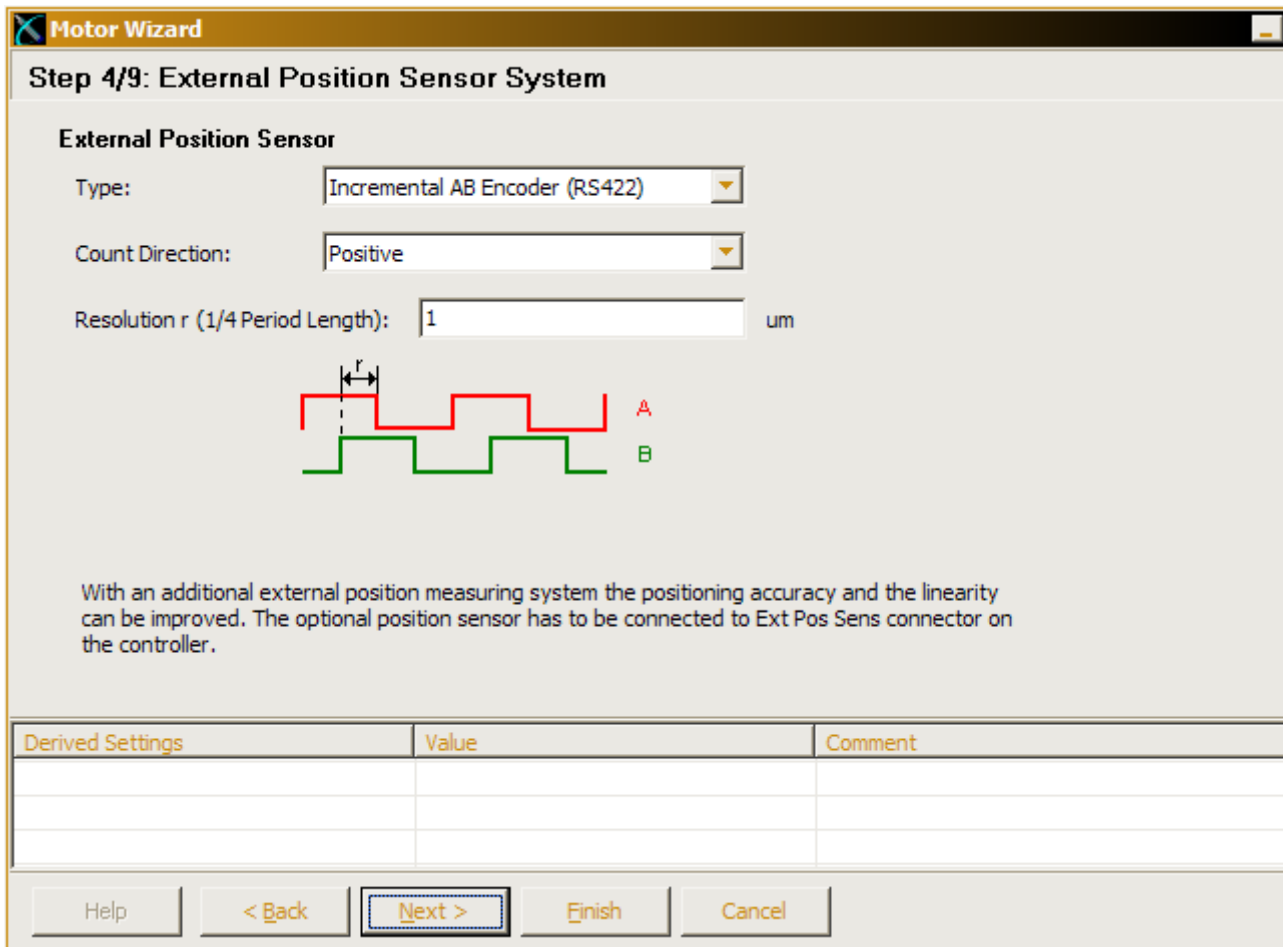 Motor Wizard
Step 4/9: External Position Sensor System
External Position Sensor
Type: Incremental AB Encoder (RS422)
Count Direction: Positive
Resolution r (1/4 Period Length): 1 um
r
A
B
With an additional external position measuring system the positioning accuracy and the linearity
can be improved. The optional position sensor has to be connected to Ext Pos Sens connector on
the controller.
Derived Settings Value Comment
Help < Back Next > Finish Cancel